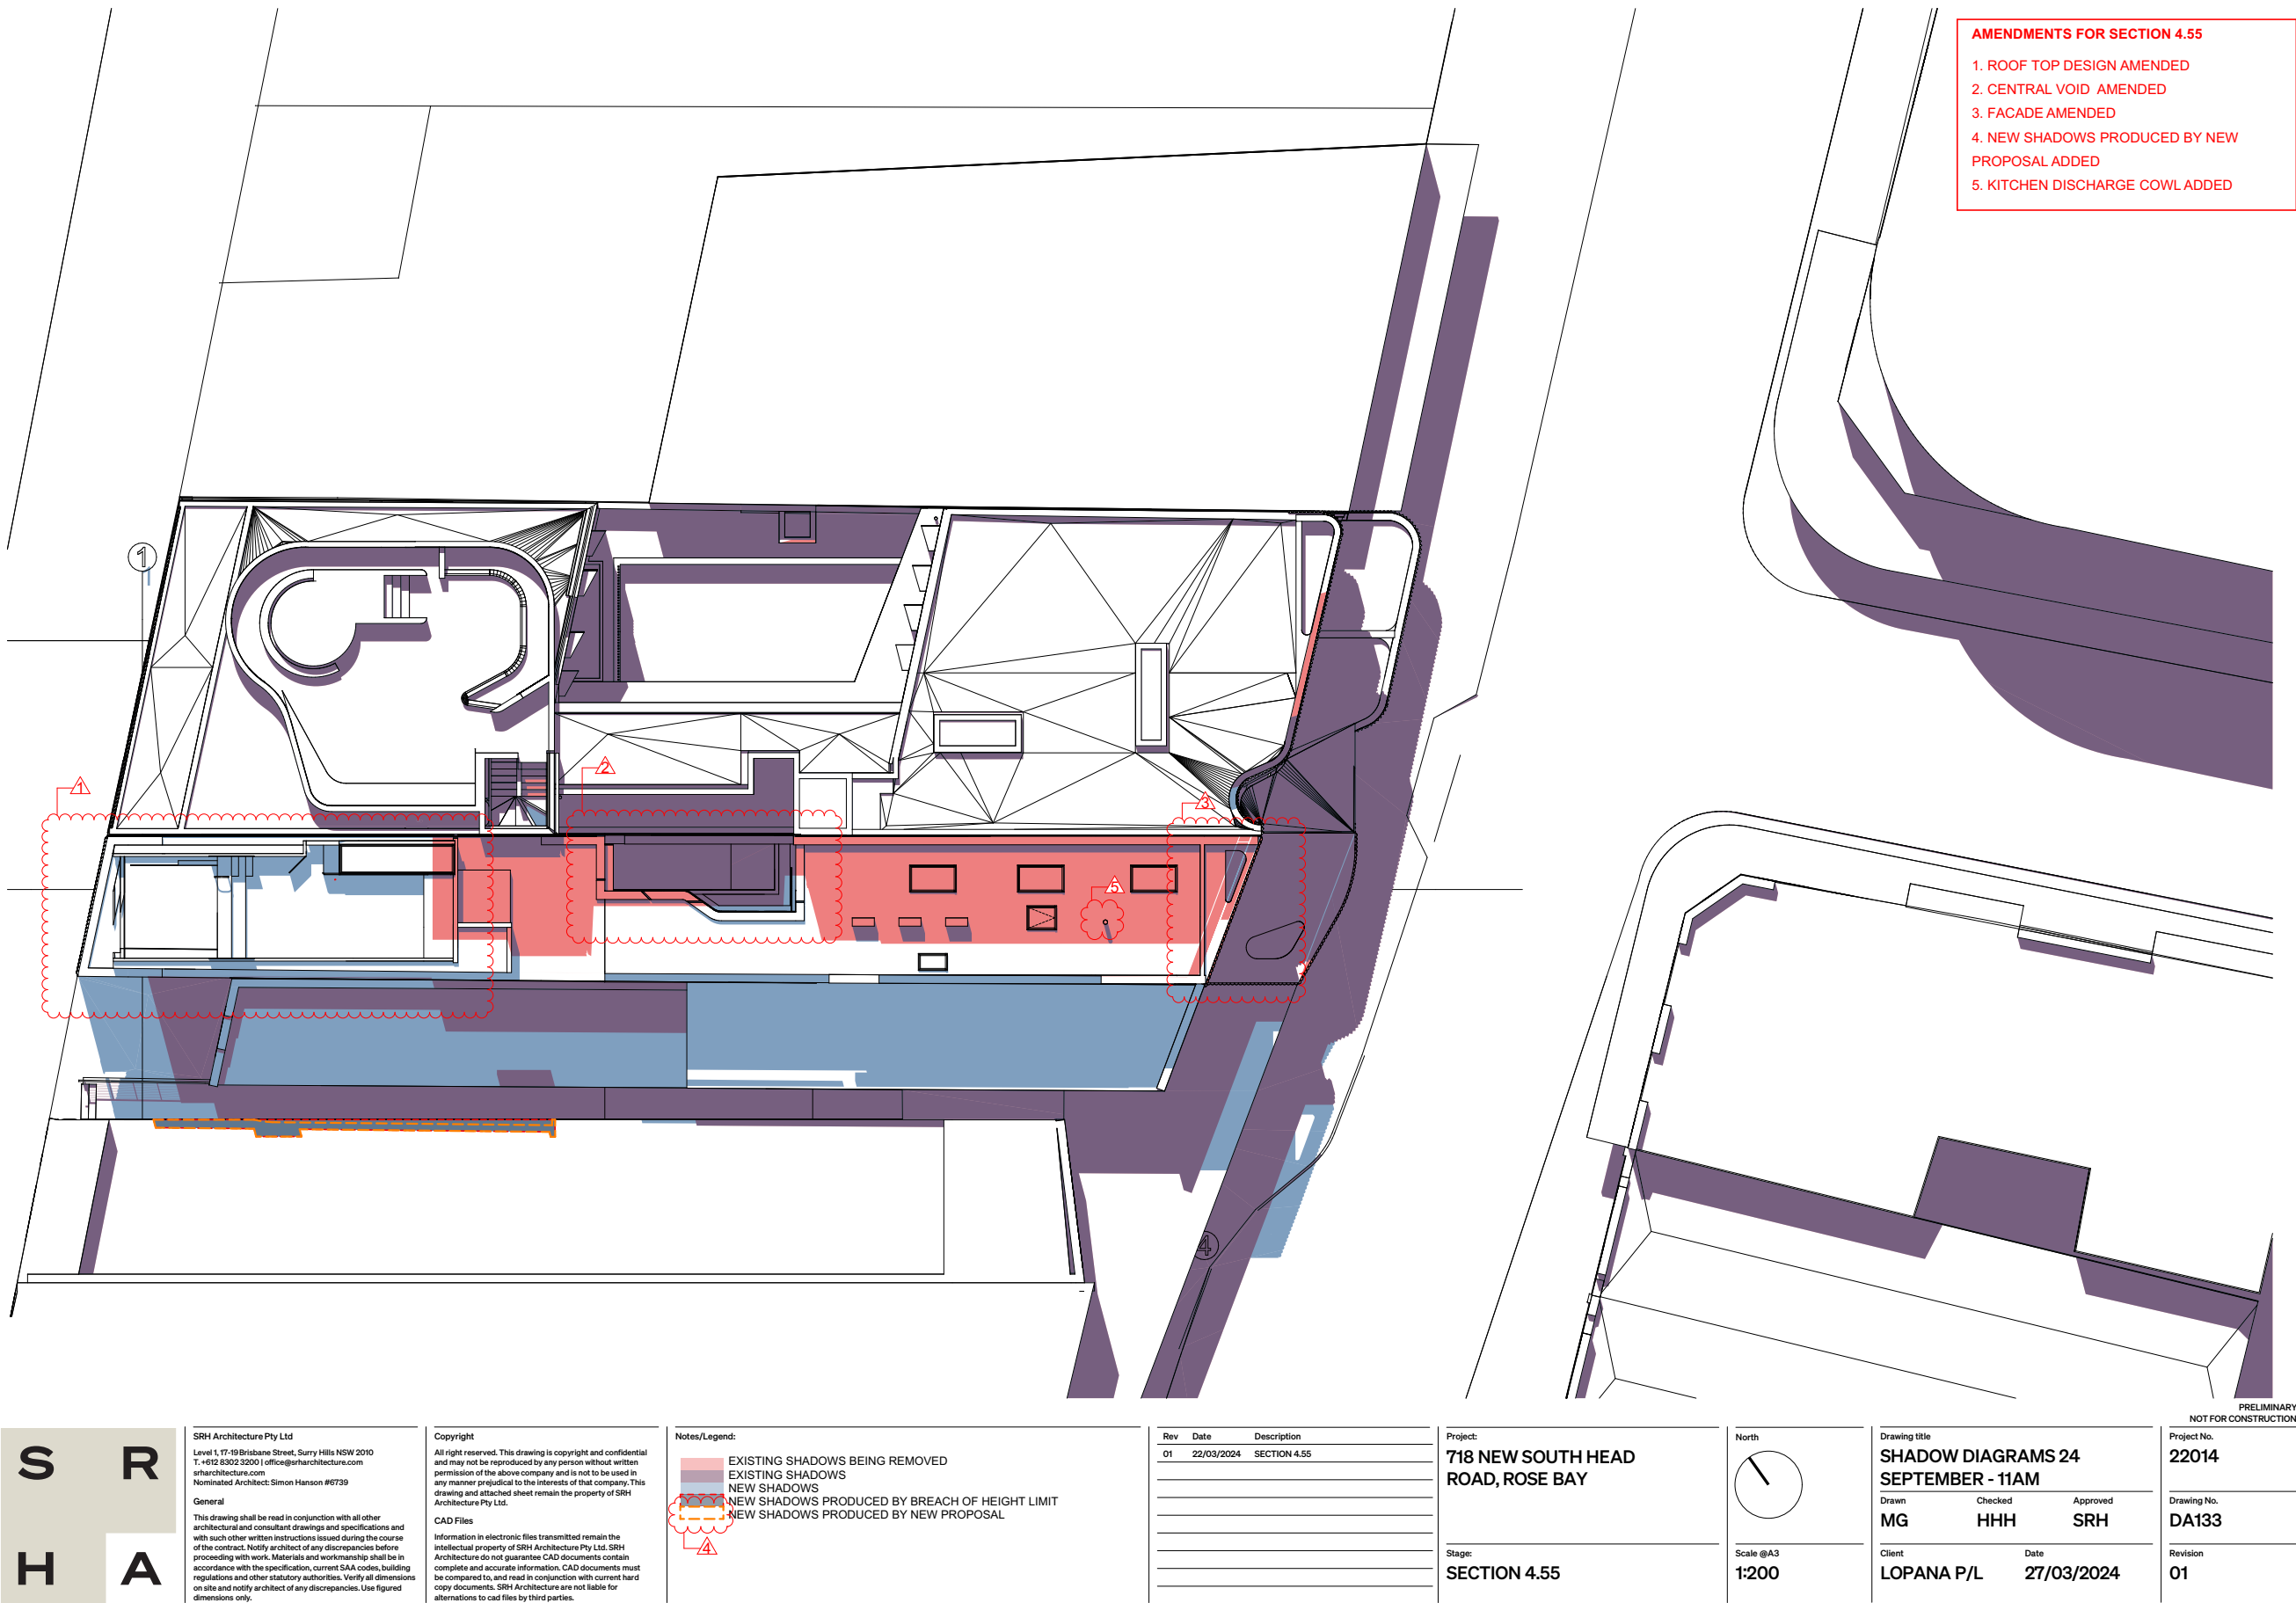 AMENDMENTS FOR SECTION 4.55
1. ROOF TOP DESIGN AMENDED
2. CENTRAL VOID AMENDED
3. FACADE AMENDED
4. NEW SHADOWS PRODUCED BY NEW
PROPOSAL ADDED
5. KITCHEN DISCHARGE COWL ADDED
1
2
1
3
5
4
PRELIMINARY
NOT FOR CONSTRUCTION
S R
H A
SRH Architecture Pty Ltd
Level 1, 17-19 Brisbane Street, Surry Hills NSW 2010
T. +612 8302 3200 | office@srharchitecture.com
srharchitecture.com
Nominated Architect: Simon Hanson #6739
General
This drawing shall be read in conjunction with all other
architectural and consultant drawings and specifications and
with such other written instructions issued during the course
of the contract. Notify architect of any discrepancies before
proceeding with work. Materials and workmanship shall be in
accordance with the specification, current SAA codes, building
regulations and other statutory authorities. Verify all dimensions
on site and notify architect of any discrepancies. Use figured
dimensions only.
Copyright
All right reserved. This drawing is copyright and confidential
and may not be reproduced by any person without written
permission of the above company and is not to be used in
any manner prejudical to the interests of that company. This
drawing and attached sheet remain the property of SRH
Architecture Pty Ltd.
CAD Files
Information in electronic files transmitted remain the
intellectual property of SRH Architecture Pty Ltd. SRH
Architecture do not guarantee CAD documents contain
complete and accurate information. CAD documents must
be compared to, and read in conjunction with current hard
copy documents. SRH Architecture are not liable for
alternations to cad files by third parties.
Notes/Legend:
EXISTING SHADOWS BEING REMOVED
EXISTING SHADOWS
NEW SHADOWS
NEW SHADOWS PRODUCED BY BREACH OF HEIGHT LIMIT
NEW SHADOWS PRODUCED BY NEW PROPOSAL
4
Rev Date Description
01 22/03/2024 SECTION 4.55
Project:
718 NEW SOUTH HEAD
ROAD, ROSE BAY
Stage:
SECTION 4.55
North
Scale @A3
1:200
Drawing title
SHADOW DIAGRAMS 24
SEPTEMBER - 11AM
Drawn Checked Approved
MG HHH SRH
Client Date
LOPANA P/L 27/03/2024
Project No.
22014
Drawing No.
DA133
Revision
01